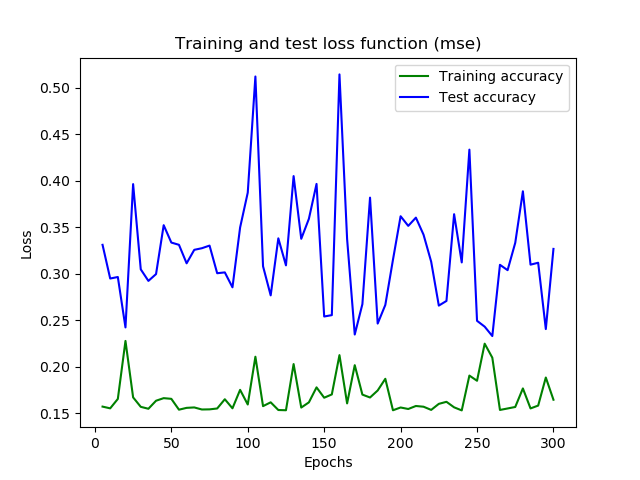 Training and test loss function (mse)
Training accuracy
Test accuracy
0.50
0.45
0.40
0.35
0.30
0.25
0.20
0.15
Loss
0 50 100 150 200 250 300
Epochs